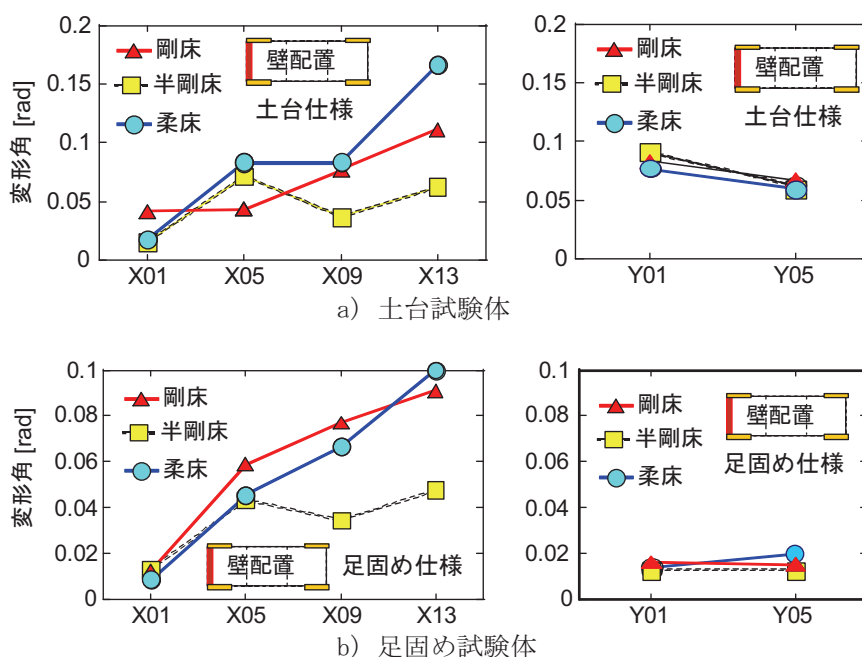 0.2
0.15
0.1
0.05
0
変形角 [rad]
剛床
半剛床
柔床
壁配置
土台仕様
X01 X05 X09 X13
0.2
0.15
0.1
0.05
0
剛床
半剛床
柔床
壁配置
土台仕様
Y01 Y05
a) 土台試験体
0.1
0.08
0.06
0.04
0.02
0
変形角 [rad]
剛床
半剛床
柔床
壁配置 足固め仕様
X01 X05 X09 X13
0.1
0.08
0.06
0.04
0.02
0
剛床
半剛床
柔床
壁配置
足固め仕様
Y01 Y05
b) 足固め試験体